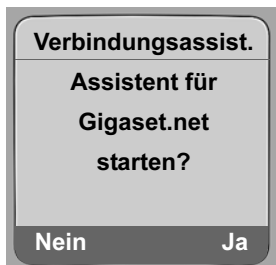 Verbindungsassist.
Assistent für
Gigaset.net
starten?
Nein Ja